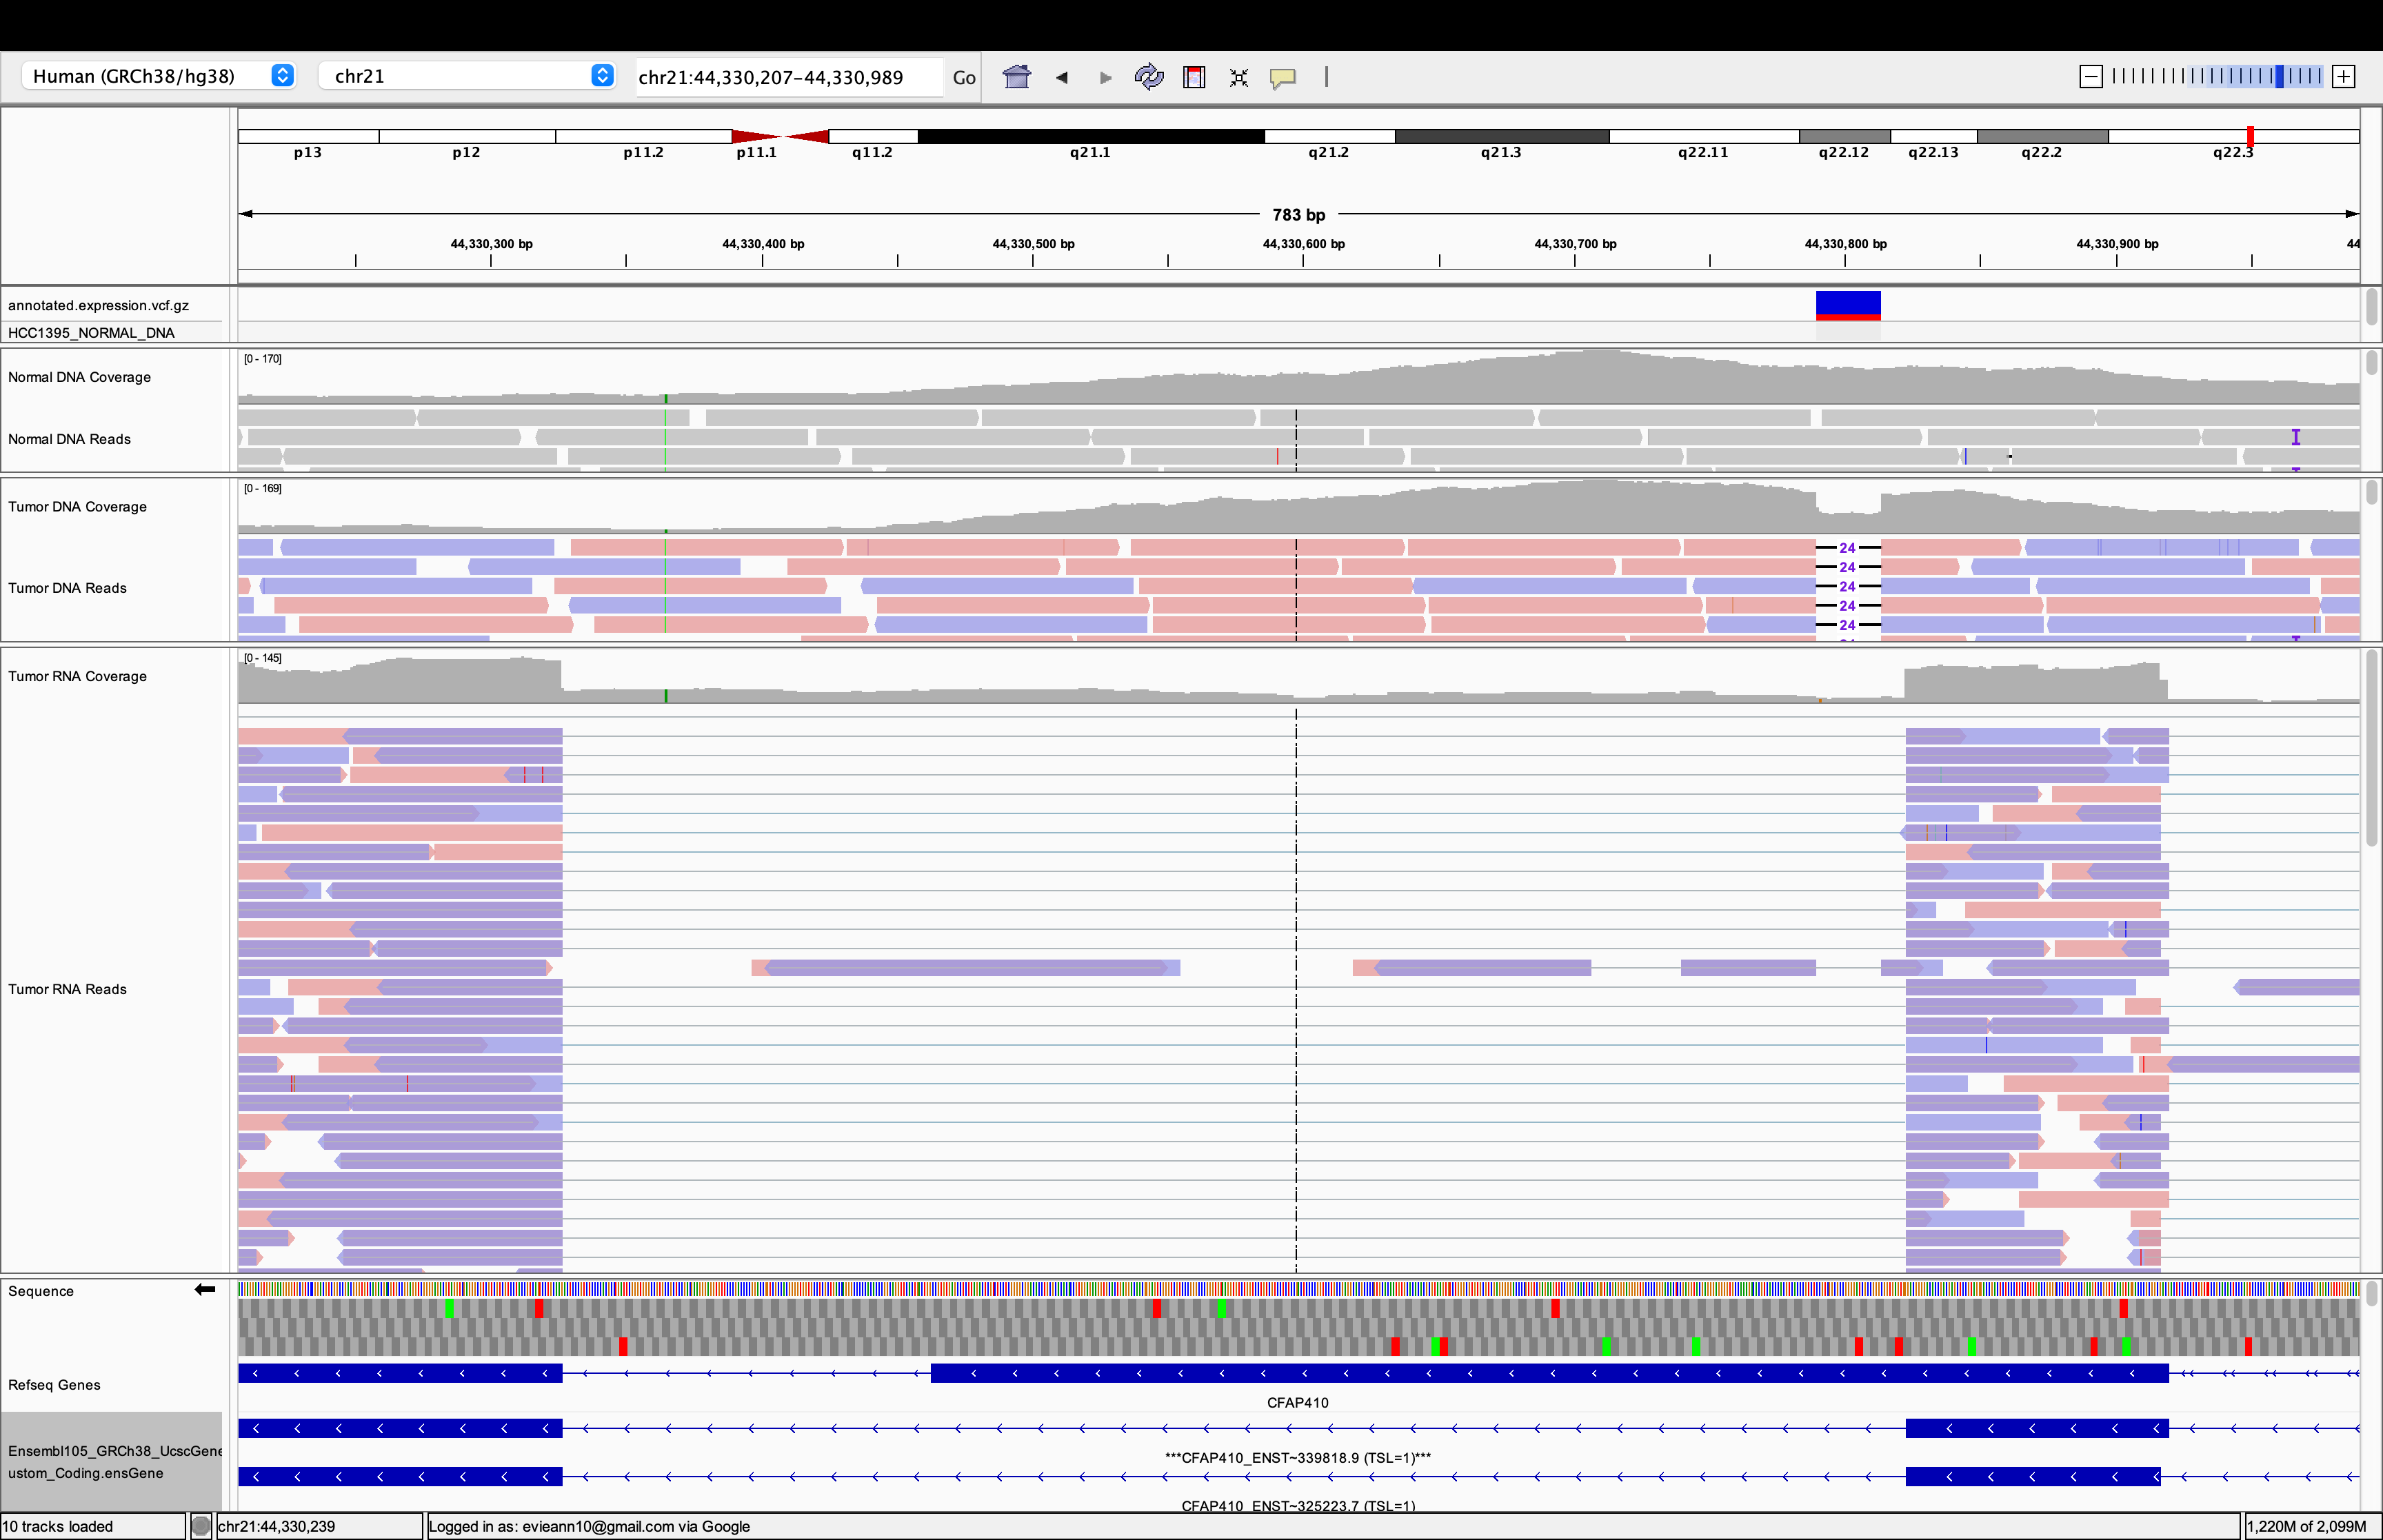 Human (GRCh38/hg38) chr21 chr21:44,330,207-44,330,989 Go
p13 p12 p11.2 p11.1 q11.2 q21.1 q21.2 q21.3 q22.11 q22.12 q22.13 q22.2 q22.3
783 bp
44,330,300 bp 44,330,400 bp 44,330,500 bp 44,330,600 bp 44,330,700 bp 44,330,800 bp 44,330,900 bp 44
annotated.expression.vcf.gz
HCC1395_NORMAL_DNA
[0 - 170]
Normal DNA Coverage
Normal DNA Reads
[0 - 169]
Tumor DNA Coverage
24
24
Tumor DNA Reads 24
24
24
[0 - 145]
Tumor RNA Coverage
Tumor RNA Reads
Sequence
Refseq Genes
CFAP410
Ensembl105_GRCh38_UcscGene
***CFAP410_ENST~339818.9 (TSL=1)***
ustom_Coding.ensGene
CFAP410_ENST~325223.7 (TSL=1)
10 tracks loaded chr21:44,330,239 Logged in as: evieann10@gmail.com via Google 1,220M of 2,099M